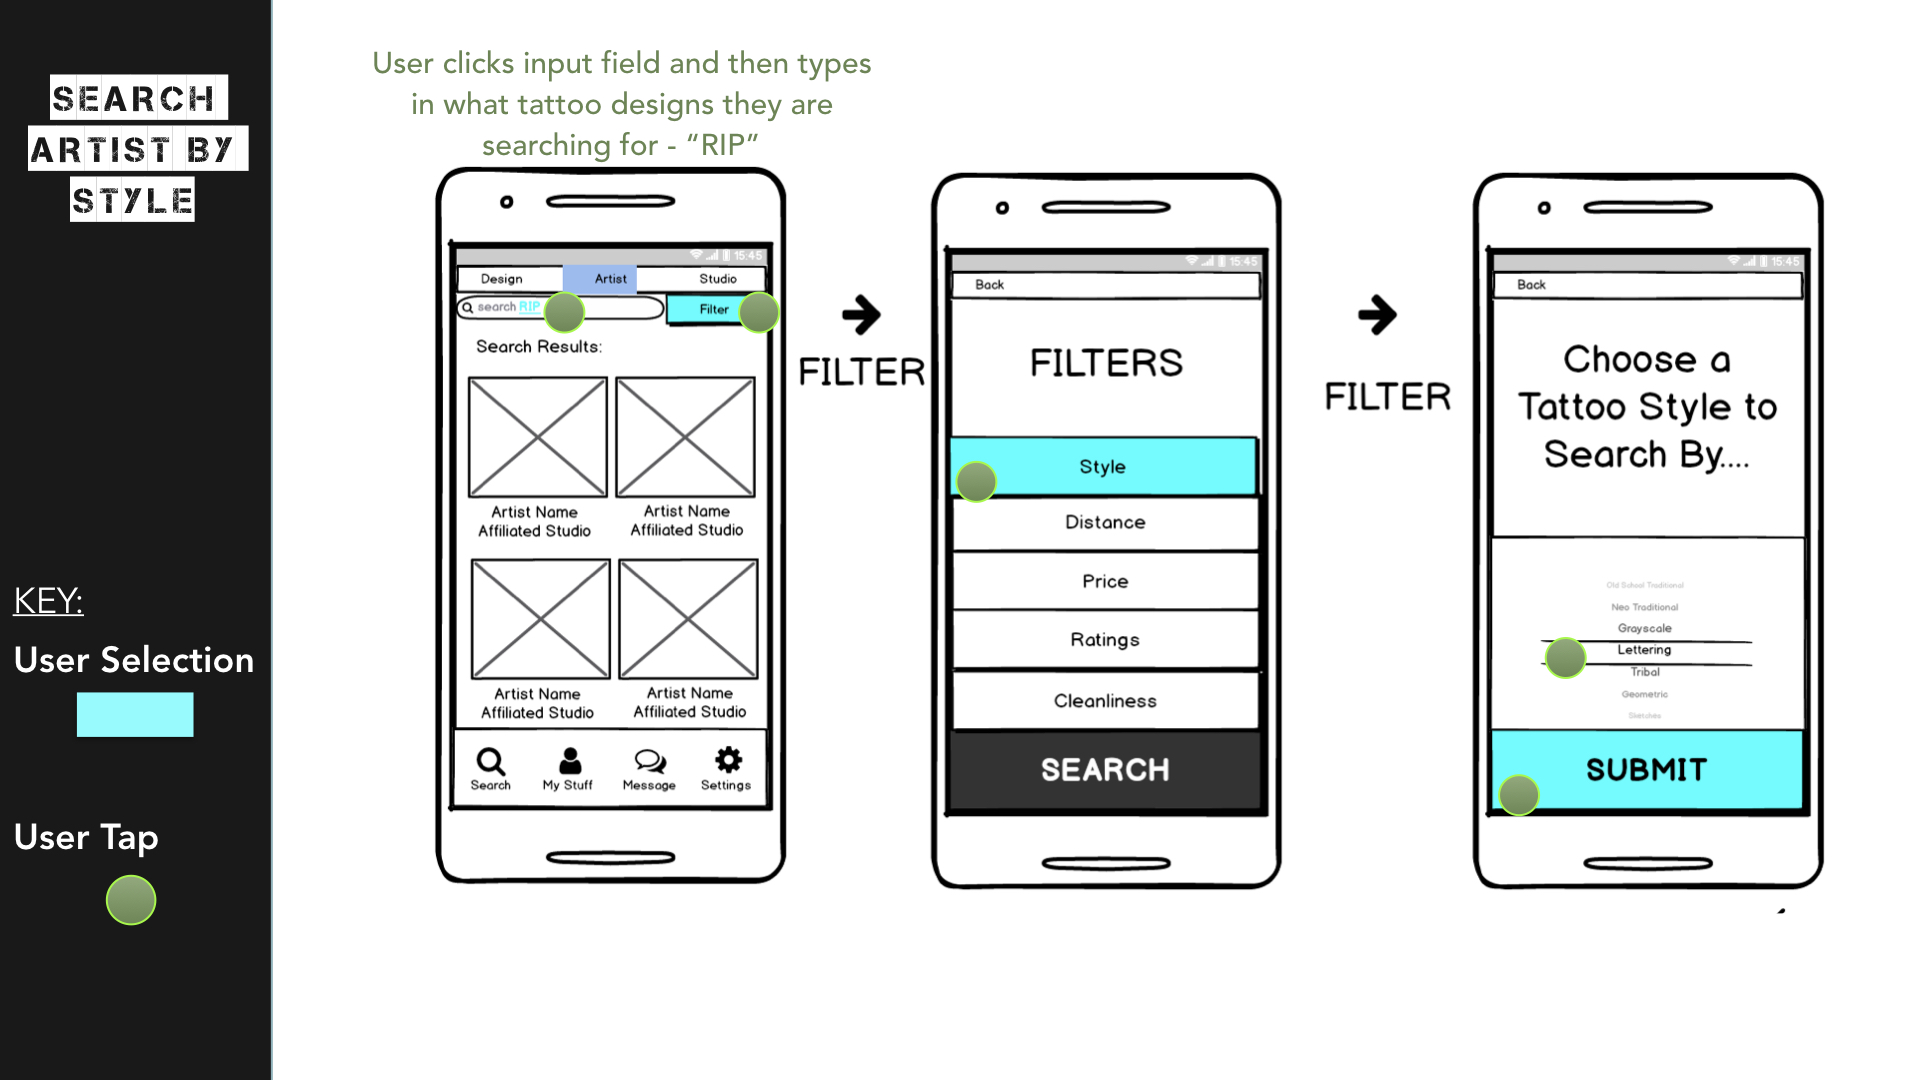 SEARCH
ARTIST BY
STYLE
KEY:
User Selection
User Tap
User clicks input field and then types
in what tattoo designs they are
searching for - “RIP”
15:45
Design Artist Studio
search RIP Filter
Search Results:
Artist Name Artist Name
Affiliated Studio Affiliated Studio
Artist Name Artist Name
Affiliated Studio Affiliated Studio
Search My Stuff Message Settings
FILTER
15:45
Back
FILTERS
Style
Distance
Price
Ratings
Cleanliness
SEARCH
FILTER
15:45
Back
Choose a
Tattoo Style to
Search By....
Old School Traditional
Neo Traditional
Grayscale
Lettering
Tribal
Geometric
Sketches
SUBMIT